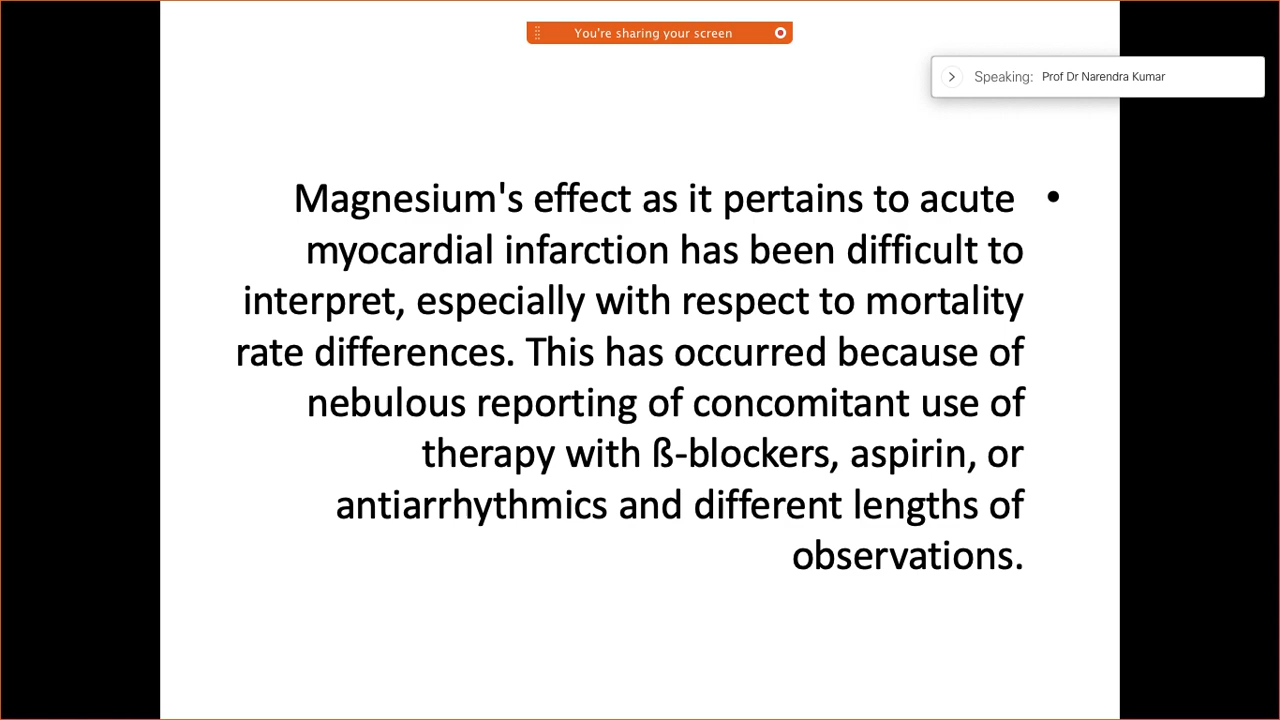 You're sharing your screen
Speaking: Prof Dr Narendra Kumar
Magnesium's effect as it pertains to acute •
myocardial infarction has been difficult to
interpret, especially with respect to mortality
rate differences. This has occurred because of
nebulous reporting of concomitant use of
therapy with ß-blockers, aspirin, or
antiarrhythmics and different lengths of
observations.